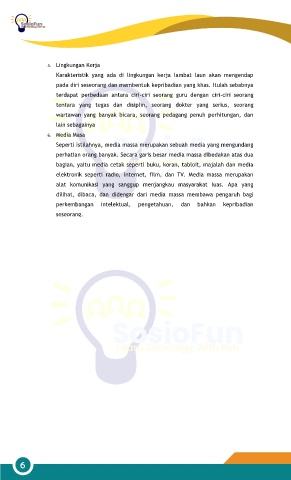 SosioFun
5. Lingkungan Kerja
Karakteristik yang ada di lingkungan kerja lambat laun akan mengendap
pada diri seseorang dan membentuk kepribadian yang khas. Itulah sebabnya
terdapat perbedaan antara ciri-ciri seorang guru dengan ciri-ciri seorang
tentara yang tegas dan disiplin, seorang dokter yang serius, seorang
wartawan yang banyak bicara, seorang pedagang penuh perhitungan, dan
lain sebagainya
6. Media Masa
Seperti istilahnya, media massa merupakan sebuah media yang mengundang
perhatian orang banyak. Secara garis besar media massa dibedakan atas dua
bagian, yaitu media cetak seperti buku, koran, tabloit, majalah dan media
elektronik seperti radio, internet, film, dan TV. Media massa merupakan
alat komunikasi yang sanggup menjangkau masyarakat luas. Apa yang
dilihat, dibaca, dan didengar dari media massa membawa pengaruh bagi
perkembangan intelektual, pengetahuan, dan bahkan kepribadian
seseorang.
SosioFun
6